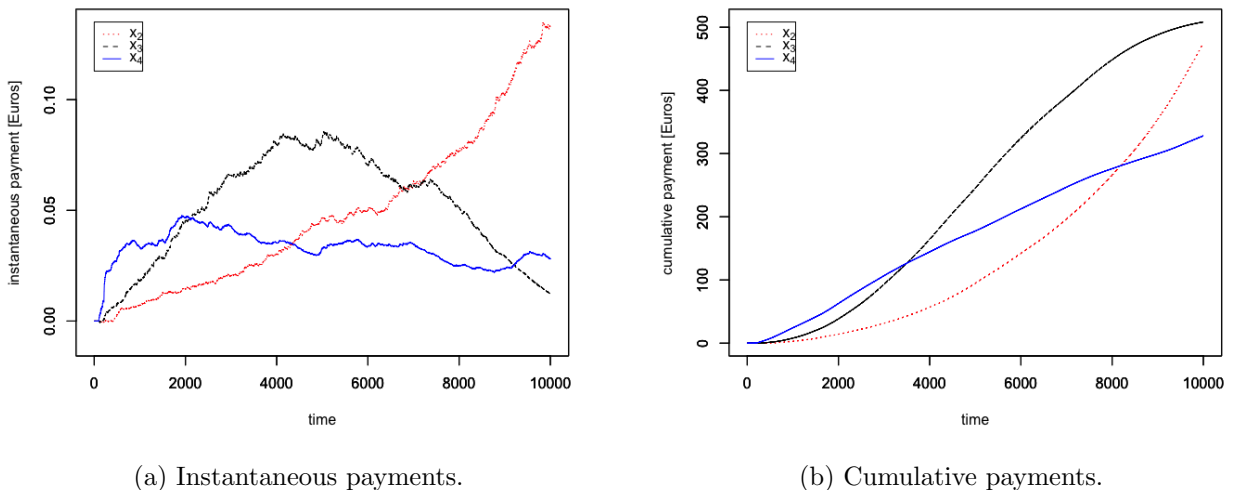 x2
x3
x4
instantaneous payment [Euros]
0.10
0.05
0.00
0 2000 4000 6000 8000 10000
time
(a) Instantaneous payments.
x2
x3
x4
cumulative payment [Euros]
500
400
300
200
100
0
0 2000 4000 6000 8000 10000
time
(b) Cumulative payments.